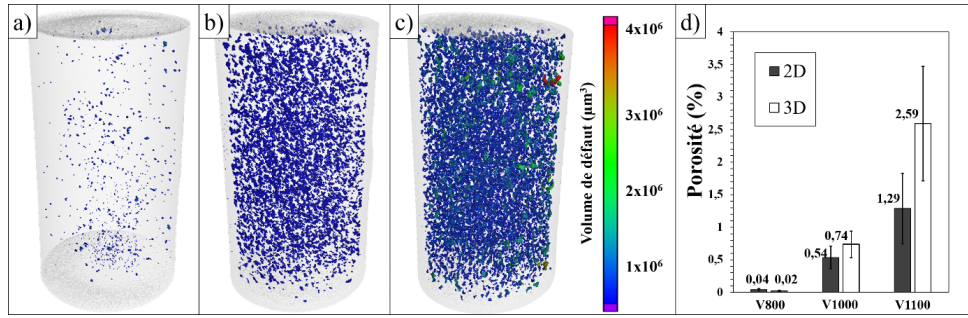 a)
b)
c)
Volume de défaut (µm³)
4x10⁶
3x10⁶
2x10⁶
1x10⁶
d)
Porosité (%)
4
3,5
3
2,5
2
1,5
1
0,5
0
2D
3D
0,04
0,02
0,54
0,74
1,29
2,59
V800
V1000
V1100